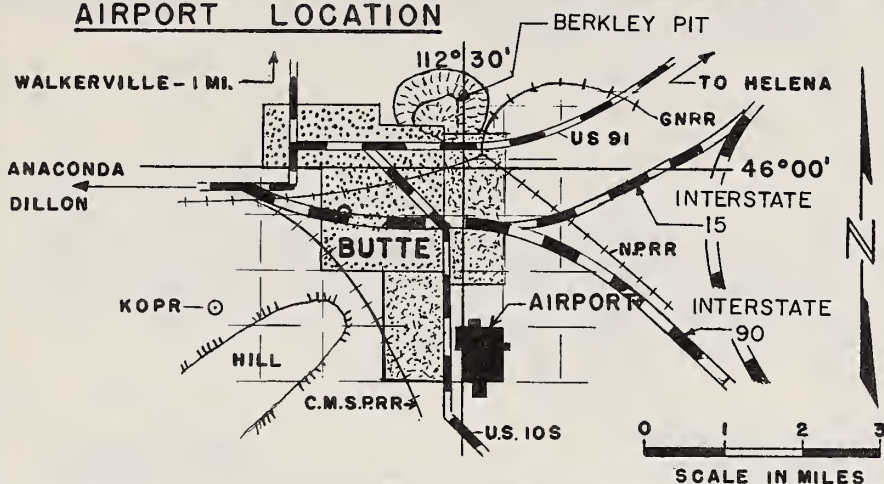 AIRPORT LOCATION
BERKLEY PIT
112° 30'
WALKERVILLE - 1 MI.
TO HELENA
GNRR
US 91
ANACONDA
46°00'
DILLON
INTERSTATE
15
BUTTE
N.P.RR
KOPR
AIRPORT
INTERSTATE
90
HILL
C.M.S.P.RR
U.S. 10S
N
0 1 2 3
SCALE IN MILES